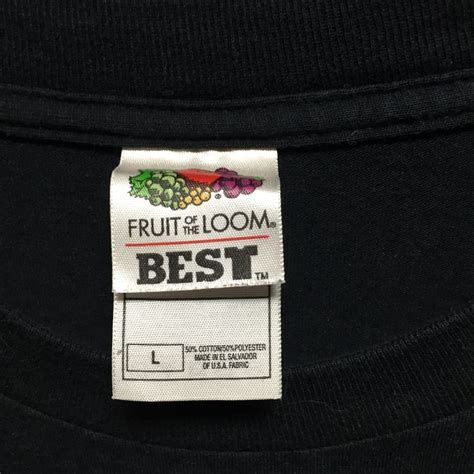 FRUIT OF THE LOOM®
BEST™
L
50% COTTON/50% POLYESTER
MADE IN EL SALVADOR
OF U.S.A. FABRIC